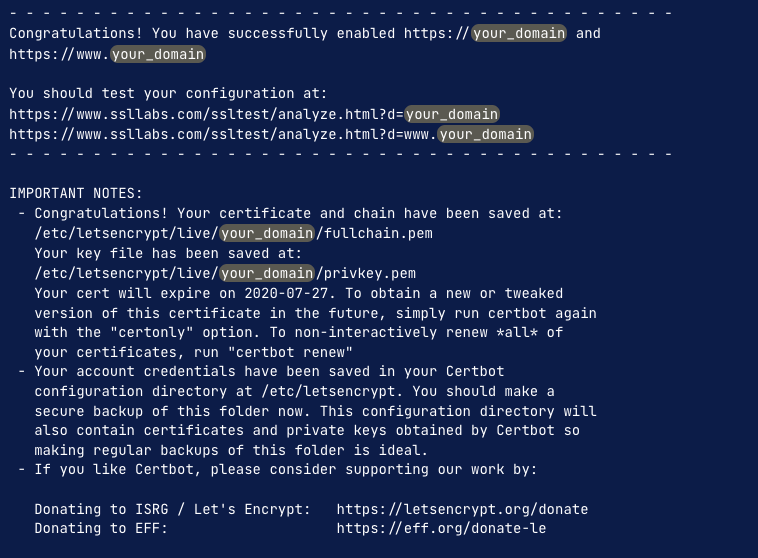 - - - - - - - - - - - - - - - - - - - - - - - - - - - - - - - - - - - - - - - -
Congratulations! You have successfully enabled https://your_domain and
https://www.your_domain
You should test your configuration at:
https://www.ssllabs.com/ssltest/analyze.html?d=your_domain
https://www.ssllabs.com/ssltest/analyze.html?d=www.your_domain
- - - - - - - - - - - - - - - - - - - - - - - - - - - - - - - - - - - - - - - -
IMPORTANT NOTES:
- Congratulations! Your certificate and chain have been saved at:
/etc/letsencrypt/live/your_domain/fullchain.pem
Your key file has been saved at:
/etc/letsencrypt/live/your_domain/privkey.pem
Your cert will expire on 2020-07-27. To obtain a new or tweaked
version of this certificate in the future, simply run certbot again
with the "certonly" option. To non-interactively renew *all* of
your certificates, run "certbot renew"
- Your account credentials have been saved in your Certbot
configuration directory at /etc/letsencrypt. You should make a
secure backup of this folder now. This configuration directory will
also contain certificates and private keys obtained by Certbot so
making regular backups of this folder is ideal.
- If you like Certbot, please consider supporting our work by:
Donating to ISRG / Let's Encrypt: https://letsencrypt.org/donate
Donating to EFF: https://eff.org/donate-le